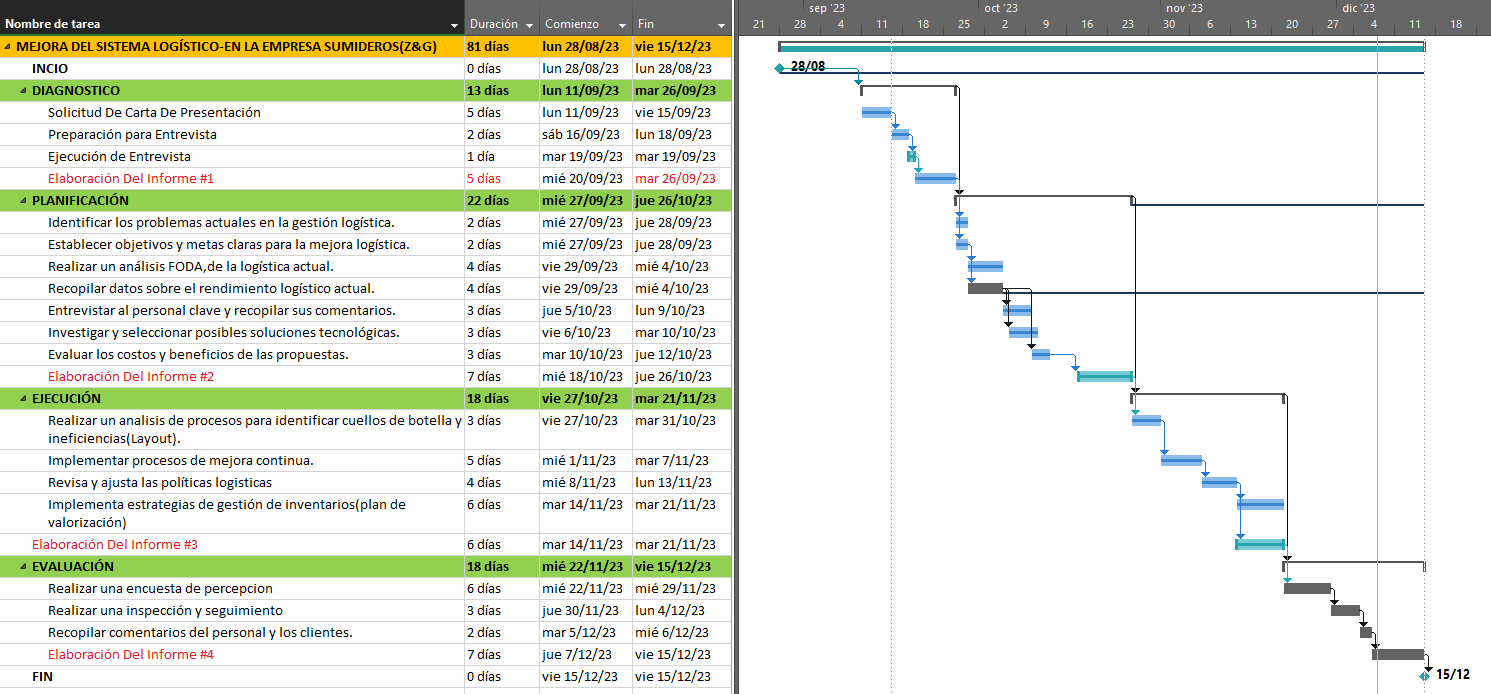 Nombre de tarea Duración Comienzo Fin
sep '23 oct '23 nov '23 dic '23
21 28 4 11 18 25 2 9 16 23 30 6 13 20 27 4 11 18
MEJORA DEL SISTEMA LOGÍSTICO-EN LA EMPRESA SUMIDEROS(Z&G) 81 días lun 28/08/23 vie 15/12/23
INCIO 0 días lun 28/08/23 lun 28/08/23 28/08
DIAGNOSTICO 13 días lun 11/09/23 mar 26/09/23
Solicitud De Carta De Presentación 5 días lun 11/09/23 vie 15/09/23
Preparación para Entrevista 2 días sáb 16/09/23 lun 18/09/23
Ejecución de Entrevista 1 día mar 19/09/23 mar 19/09/23
Elaboración Del Informe #1 5 días mié 20/09/23 mar 26/09/23
PLANIFICACIÓN 22 días mié 27/09/23 jue 26/10/23
Identificar los problemas actuales en la gestión logística. 2 días mié 27/09/23 jue 28/09/23
Establecer objetivos y metas claras para la mejora logística. 2 días mié 27/09/23 jue 28/09/23
Realizar un análisis FODA,de la logística actual. 4 días vie 29/09/23 mié 4/10/23
Recopilar datos sobre el rendimiento logístico actual. 4 días vie 29/09/23 mié 4/10/23
Entrevistar al personal clave y recopilar sus comentarios. 3 días jue 5/10/23 lun 9/10/23
Investigar y seleccionar posibles soluciones tecnológicas. 3 días vie 6/10/23 mar 10/10/23
Evaluar los costos y beneficios de las propuestas. 3 días mar 10/10/23 jue 12/10/23
Elaboración Del Informe #2 7 días mié 18/10/23 jue 26/10/23
EJECUCIÓN 18 días vie 27/10/23 mar 21/11/23
Realizar un analisis de procesos para identificar cuellos de botella y 3 días vie 27/10/23 mar 31/10/23
ineficiencias(Layout).
Implementar procesos de mejora continua. 5 días mié 1/11/23 mar 7/11/23
Revisa y ajusta las políticas logisticas 4 días mié 8/11/23 lun 13/11/23
Implementa estrategias de gestión de inventarios(plan de 6 días mar 14/11/23 mar 21/11/23
valorización)
Elaboración Del Informe #3 6 días mar 14/11/23 mar 21/11/23
EVALUACIÓN 18 días mié 22/11/23 vie 15/12/23
Realizar una encuesta de percepcion 6 días mié 22/11/23 mié 29/11/23
Realizar una inspección y seguimiento 3 días jue 30/11/23 lun 4/12/23
Recopilar comentarios del personal y los clientes. 2 días mar 5/12/23 mié 6/12/23
Elaboración Del Informe #4 7 días jue 7/12/23 vie 15/12/23
FIN 0 días vie 15/12/23 vie 15/12/23 15/12